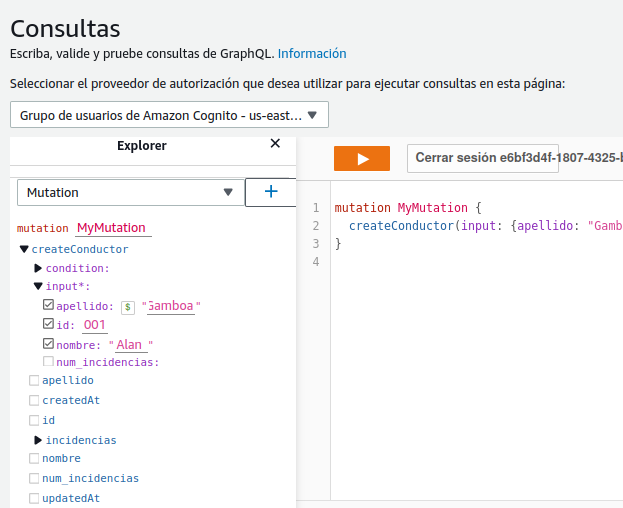 Consultas
Escriba, valide y pruebe consultas de GraphQL. Información
Seleccionar el proveedor de autorización que desea utilizar para ejecutar consultas en esta página:
Grupo de usuarios de Amazon Cognito - us-east...
Explorer
Cerrar sesión e6bf3d4f-1807-4325-b
Mutation
mutation MyMutation
createConductor
condition:
input*:
apellido: $ "Gamboa"
id: 001
nombre: "Alan"
num_incidencias:
apellido
createdAt
id
incidencias
nombre
num_incidencias
updatedAt
1 mutation MyMutation {
2 createConductor(input: {apellido: "Gamb
3 }
4